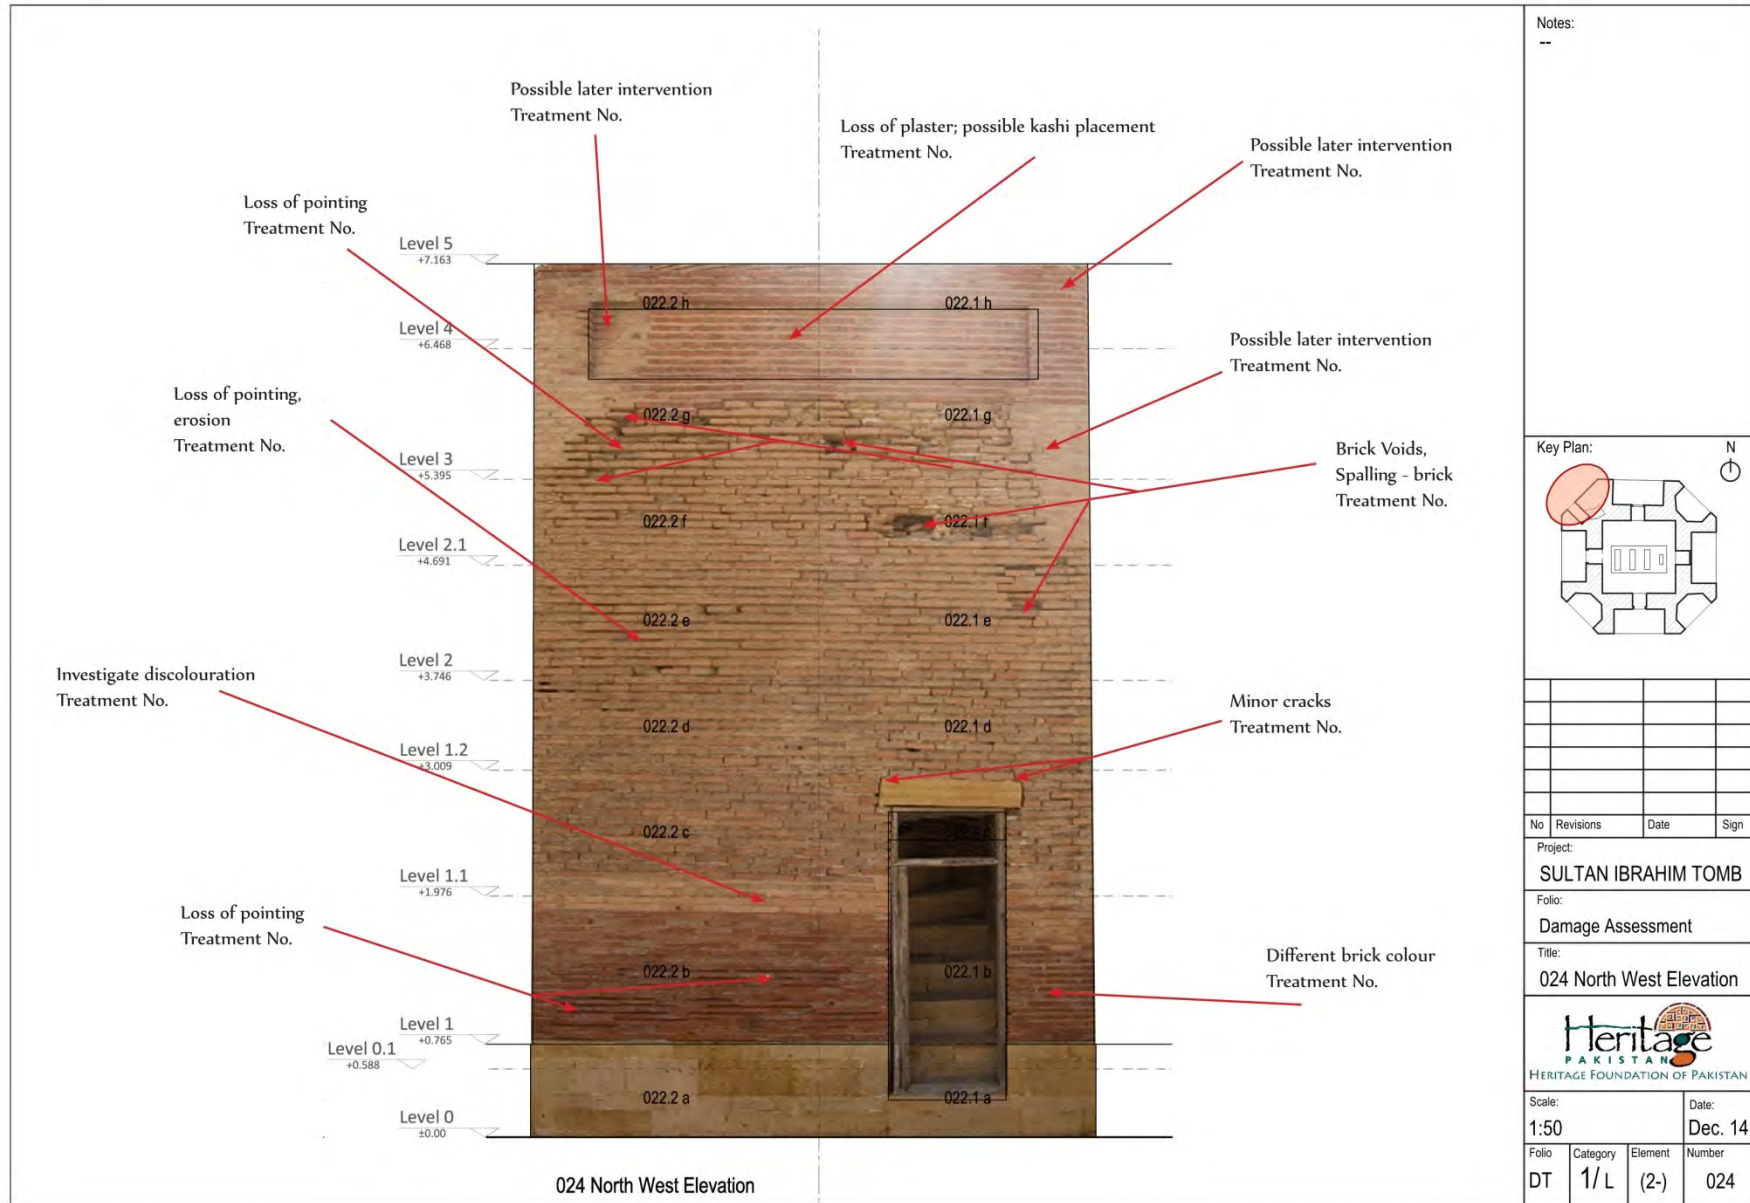 Possible later intervention
Treatment No.
Loss of plaster; possible kashi placement
Treatment No.
Possible later intervention
Treatment No.
Loss of pointing
Treatment No.
Level 5
+7.163
022.2 h
022.1 h
Level 4
+6.468
Possible later intervention
Treatment No.
Loss of pointing,
erosion
Treatment No.
022.2 g
022.1 g
Level 3
+5.395
Brick Voids,
Spalling - brick
Treatment No.
022.2 f
022.1 f
Level 2.1
+4.691
022.2 e
022.1 e
Level 2
+3.746
Investigate discolouration
Treatment No.
Minor cracks
Treatment No.
022.2 d
022.1 d
Level 1.2
+3.009
022.2 c
Level 1.1
+1.976
Loss of pointing
Treatment No.
022.2 b
022.1 b
Different brick colour
Treatment No.
Level 1
+0.765
Level 0.1
+0.588
022.2 a
022.1 a
Level 0
±0.00
024 North West Elevation
Notes:
--
Key Plan:
N
No Revisions Date Sign
Project:
SULTAN IBRAHIM TOMB
Folio:
Damage Assessment
Title:
024 North West Elevation
Heritage
PAKISTAN
HERITAGE FOUNDATION OF PAKISTAN
Scale:
1:50
Date:
Dec. 14
Folio Category Element Number
DT 1/ L (2-) 024